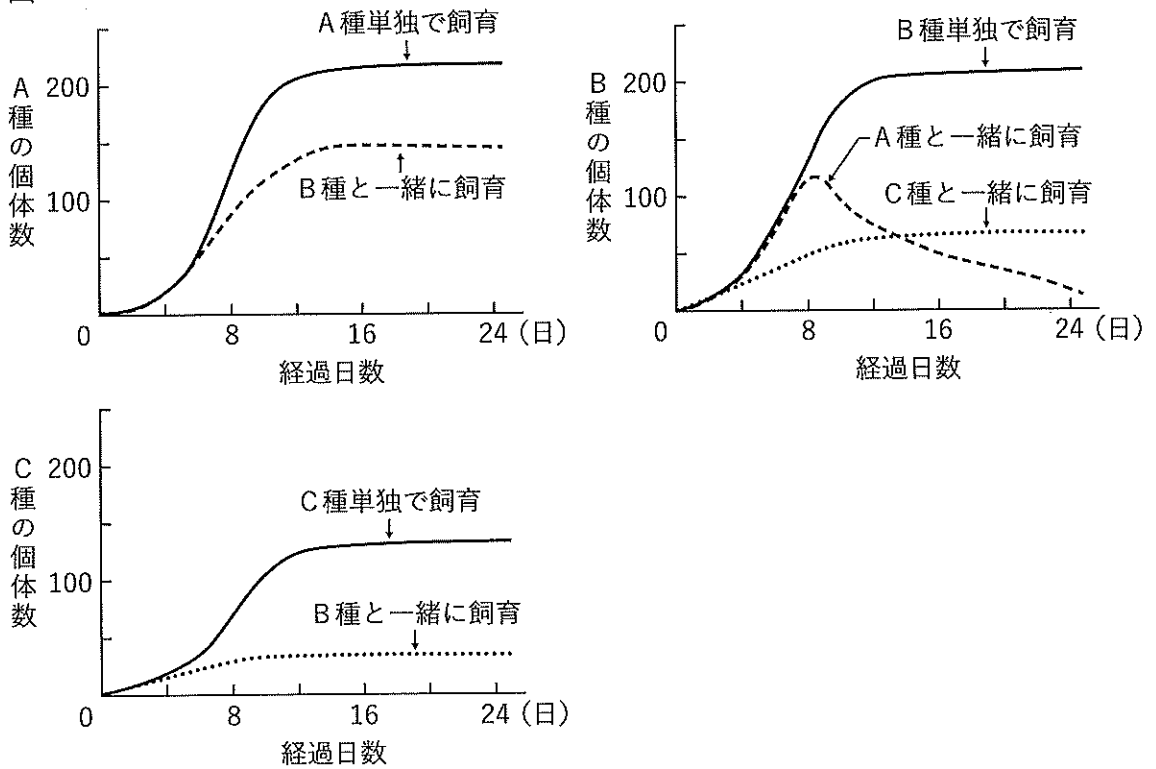 A種単独で飼育
A種の個体数
200
100
B種と一緒に飼育
0
8
16
24(日)
経過日数
B種単独で飼育
B種の個体数
200
100
A種と一緒に飼育
C種と一緒に飼育
0
8
16
24(日)
経過日数
C種の個体数
200
100
C種単独で飼育
B種と一緒に飼育
0
8
16
24(日)
経過日数